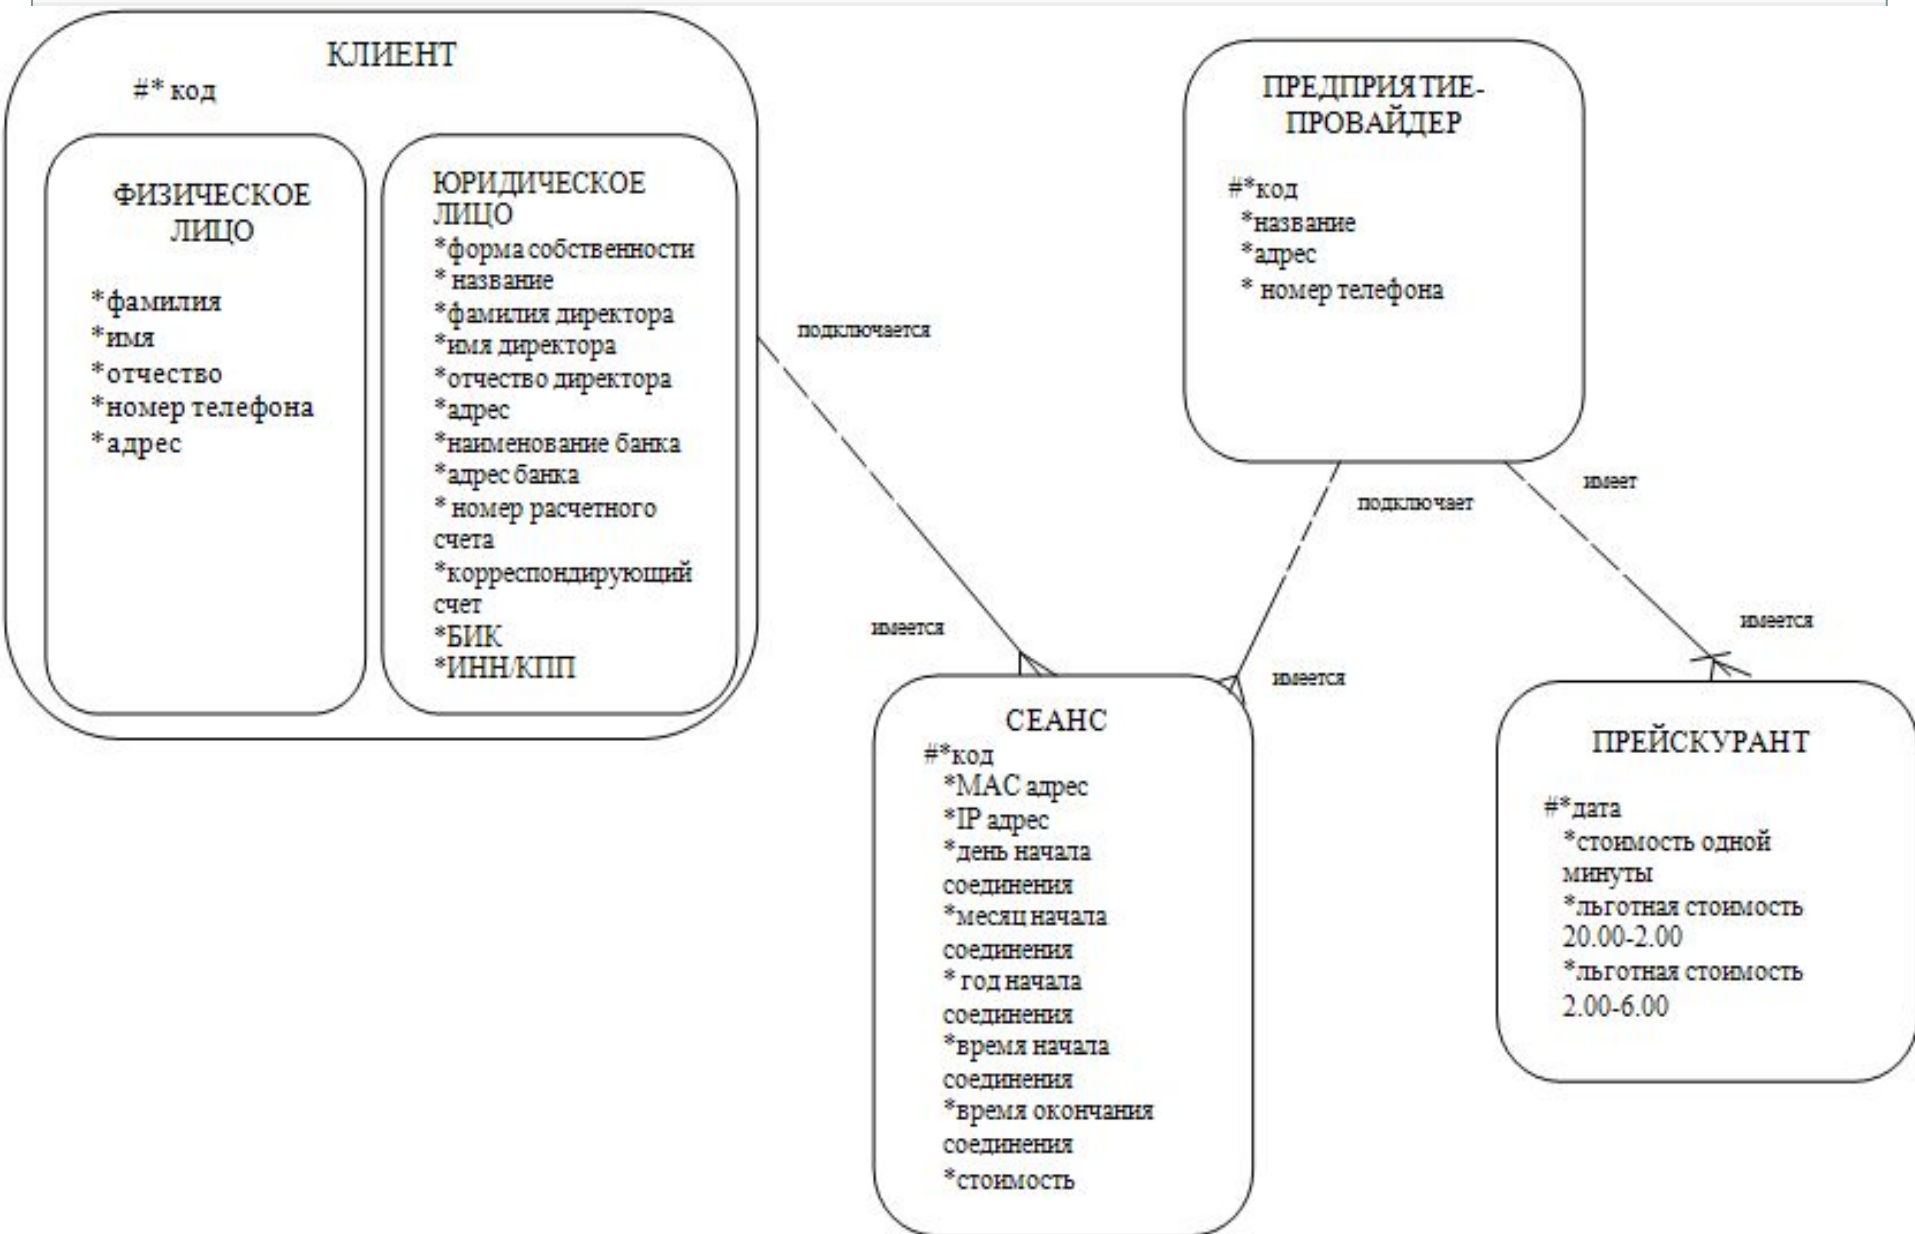 КЛИЕНТ
#* код
ФИЗИЧЕСКОЕ
ЛИЦО
*фамилия
*имя
*отчество
*номер телефона
*адрес
ЮРИДИЧЕСКОЕ
ЛИЦО
*форма собственности
* название
*фамилия директора
*имя директора
*отчество директора
*адрес
*наименование банка
*адрес банка
* номер расчетного
счета
*корреспондирующий
счет
*БИК
*ИНН/КПП
подключается
имеется
ПРЕДПРИЯТИЕ-
ПРОВАЙДЕР
#*код
*название
*адрес
* номер телефона
подключает
имеет
имеется
имеется
СЕАНС
#*код
*MAC адрес
*IP адрес
*день начала
соединения
*месяц начала
соединения
* год начала
соединения
*время начала
соединения
*время окончания
соединения
*стоимость
ПРЕЙСКУРАНТ
#*дата
*стоимость одной
минуты
*льготная стоимость
20.00-2.00
*льготная стоимость
2.00-6.00